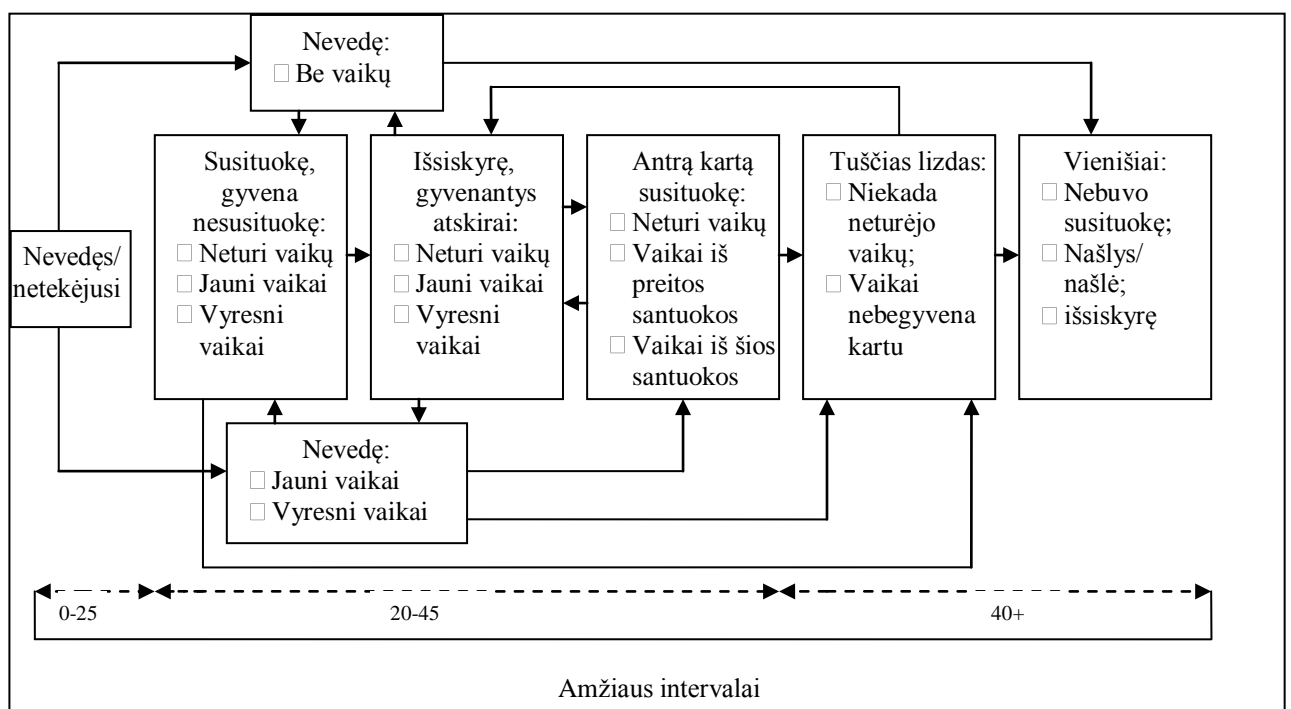 Nevedę:
□ Be vaikų
Nevedęs/
netekėjusi
Susituokę,
gyvena
nesusituokę:
□ Neturi vaikų
□ Jauni vaikai
□ Vyresni
vaikai
Išsiskyrę,
gyvenantys
atskirai:
□ Neturi vaikų
□ Jauni vaikai
□ Vyresni
vaikai
Antrą kartą
susituokę:
□ Neturi vaikų
□ Vaikai iš
preitos
santuokos
□ Vaikai iš šios
santuokos
Tuščias lizdas:
□ Niekada
neturėjo
vaikų;
□ Vaikai
nebegyvena
kartu
Vienišiai:
□ Nebuvo
susituokę;
□ Našlys/
našlė;
□ išsiskyrę
Nevedę:
□ Jauni vaikai
□ Vyresni vaikai
0-25
20-45
40+
Amžiaus intervalai